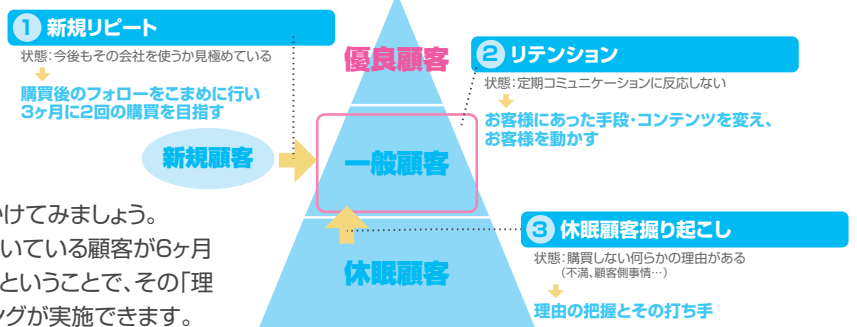 1 新規リピート
状態：今後もその会社を使うか見極めている
購買後のフォローをこまめに行い
3ヶ月に2回の購買を目指す
新規顧客
優良顧客
一般顧客
休眠顧客
2 リテンション
状態：定期コミュニケーションに反応しない
お客様にあった手段・コンテンツを変え、
お客様を動かす
3 休眠顧客掘り起こし
状態：購買しない何らかの理由がある
（不満、顧客側事情…）
理由の把握とその打ち手
かけてみましょう。
いている顧客が6ヶ月
ということで、その「理
ングが実施できます。